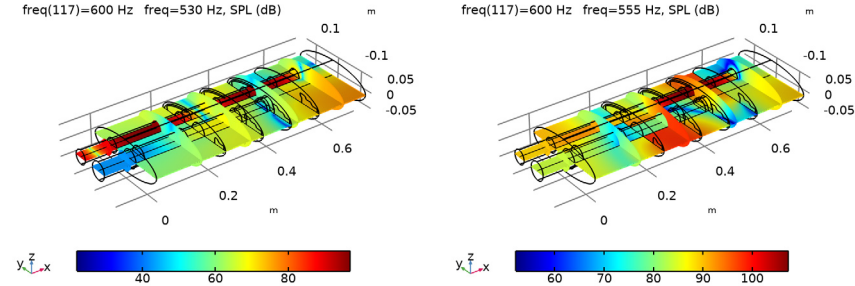 freq(117)=600 Hz freq=530 Hz, SPL (dB)
m
0.1
-0.1
0.05
0
-0.05
0.6
0.4
0.2
0
m
y z x
40 60 80
freq(117)=600 Hz freq=555 Hz, SPL (dB)
m
0.1
-0.1
0.05
0
-0.05
0.6
0.4
0.2
0
m
y z x
60 70 80 90 100